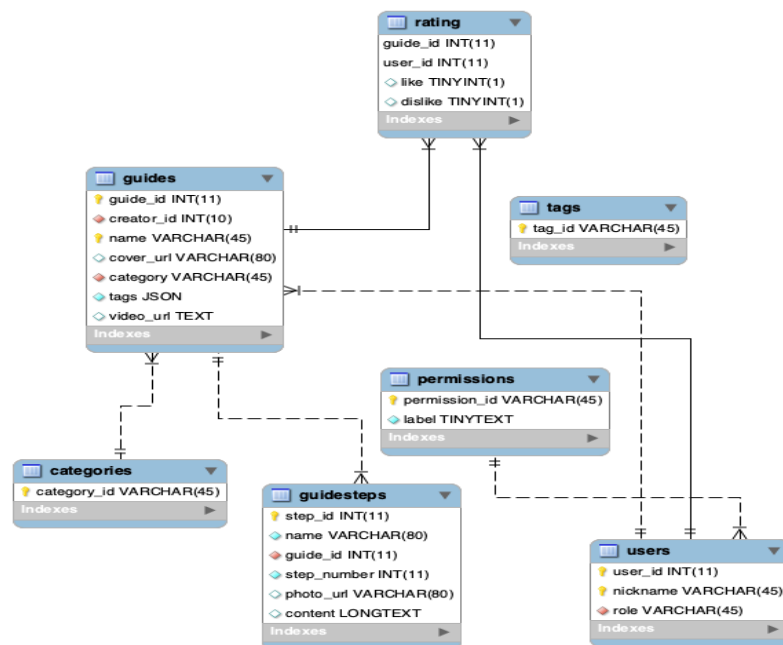 rating
guide_id INT(11)
user_id INT(11)
like TINYINT(1)
dislike TINYINT(1)
Indexes
guides
guide_id INT(11)
creator_id INT(10)
name VARCHAR(45)
cover_url VARCHAR(80)
category VARCHAR(45)
tags JSON
video_url TEXT
Indexes
tags
tag_id VARCHAR(45)
Indexes
permissions
permission_id VARCHAR(45)
label TINYTEXT
Indexes
categories
category_id VARCHAR(45)
Indexes
guidesteps
step_id INT(11)
name VARCHAR(80)
guide_id INT(11)
step_number INT(11)
photo_url VARCHAR(80)
content LONGTEXT
Indexes
users
user_id INT(11)
nickname VARCHAR(45)
role VARCHAR(45)
Indexes